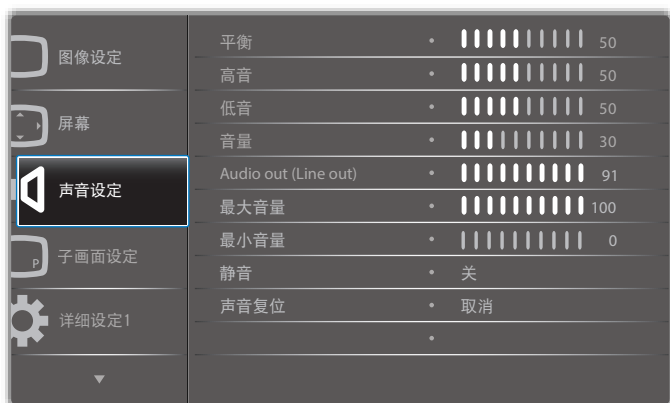 图像设定
屏幕
声音设定
P
子画面设定
详细设定1
平衡 • 50
高音 • 50
低音 • 50
音量 • 30
Audio out (Line out) • 91
最大音量 • 100
最小音量 • 0
静音 • 关
声音复位 • 取消
•